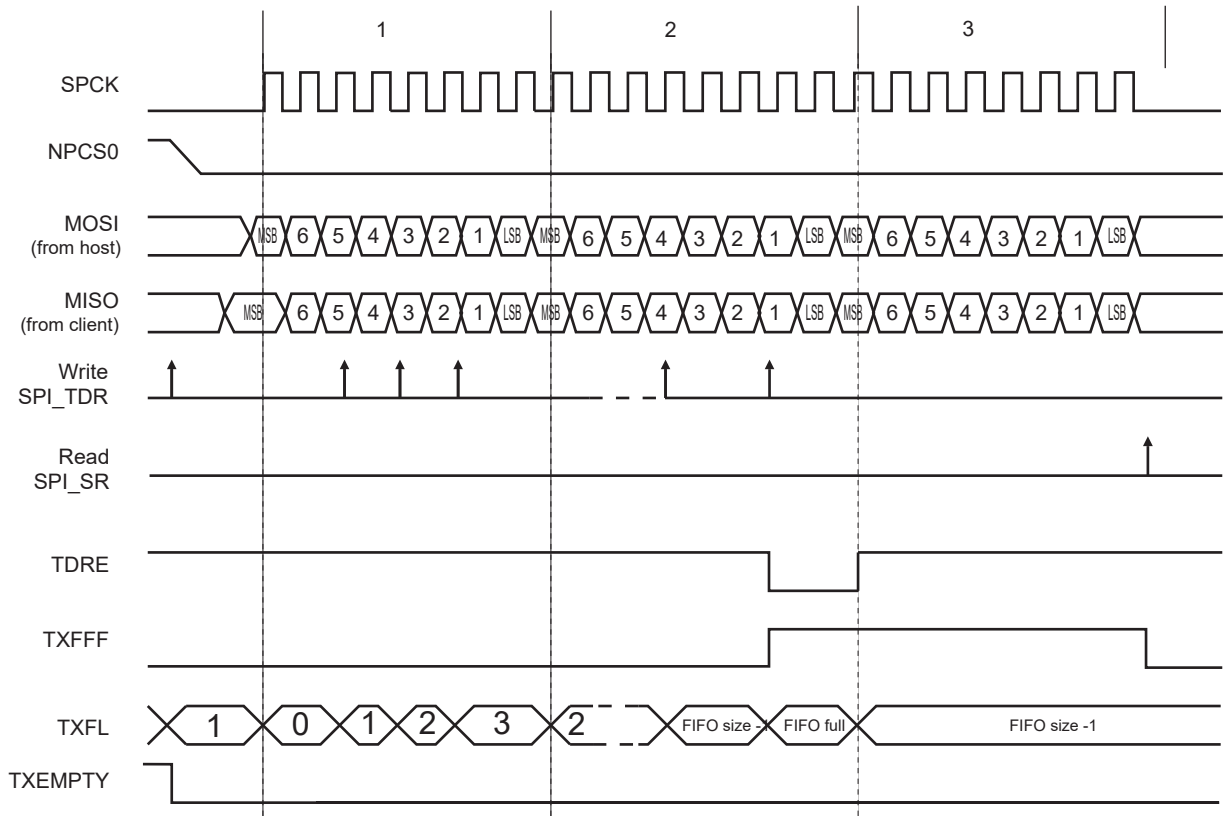 1 2 3
SPCK
NPCS0
MOSI
(from host)
MSB 6 5 4 3 2 1 LSB MSB 6 5 4 3 2 1 LSB MSB 6 5 4 3 2 1 LSB
MISO
(from client)
MSB 6 5 4 3 2 1 LSB MSB 6 5 4 3 2 1 LSB MSB 6 5 4 3 2 1 LSB
Write
SPI_TDR
Read
SPI_SR
TDRE
TXFFF
TXFL 1 0 1 2 3 2 FIFO size -1 FIFO full FIFO size -1
TXEMPTY